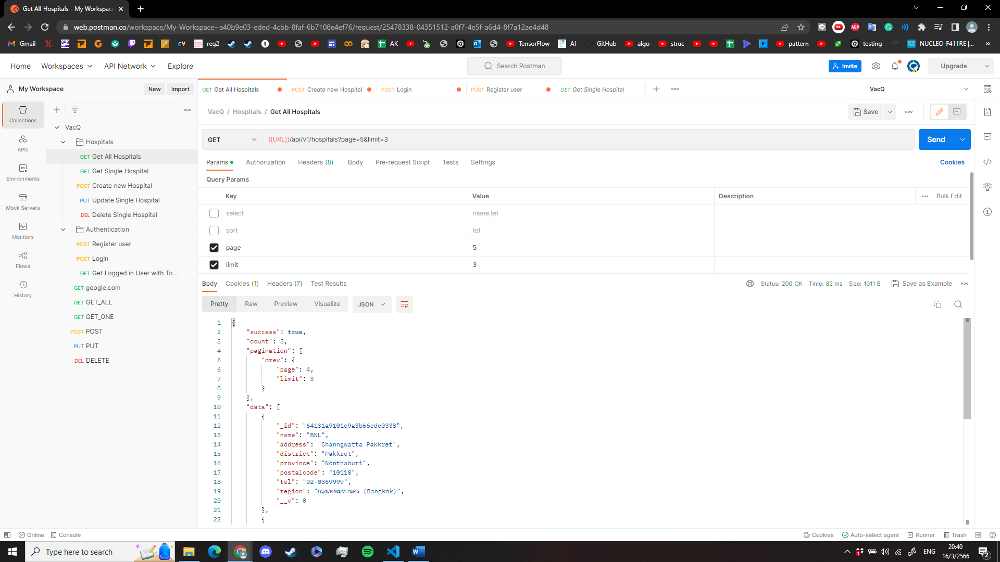 Get All Hospitals - My Workspace
web.postman.co/workspace/My-Workspace~a40b9e03-eded-4cbb-8faf-6b7108e4ef76/request/25478338-04351512-a0f7-4e5f-a6d4-8f7a12ae4d48
Gmail reg2 AK TensorFlow AI GitHub algo struc pattern testing NUCLEO-F411RE |...
Home Workspaces API Network Explore Search Postman Invite Upgrade
My Workspace New Import
GET Get All Hospitals POST Create new Hospital POST Login POST Register user GET Get Single Hospital VacQ
VacQ / Hospitals / Get All Hospitals Save
Collections
APIs
Environments
Mock Servers
Monitors
Flows
History
VacQ
Hospitals
GET Get All Hospitals
GET Get Single Hospital
POST Create new Hospital
PUT Update Single Hospital
DEL Delete Single Hospital
Authentication
POST Register user
POST Login
GET Get Logged in User with To...
GET google.com
GET GET_ALL
GET GET_ONE
POST POST
PUT PUT
DEL DELETE
GET {{URL}}/api/v1/hospitals?page=5&limit=3 Send
Params Authorization Headers (8) Body Pre-request Script Tests Settings Cookies
Query Params
Key Value Description Bulk Edit
select name,tel
sort tel
page 5
limit 3
Body Cookies (1) Headers (7) Test Results Status: 200 OK Time: 82 ms Size: 1011 B Save as Example
Pretty Raw Preview Visualize JSON
1 {
2 "success": true,
3 "count": 3,
4 "pagination": {
5 "prev": {
6 "page": 4,
7 "limit": 3
8 }
9 },
10 "data": [
11 {
12 "_id": "64131a9101e9a3b66ede0338",
13 "name": "BNL",
14 "address": "Channgwatta Pakkret",
15 "district": "Pakkret",
16 "province": "Nonthaburi",
17 "postalcode": "10110",
18 "tel": "02-0369999",
19 "region": "กรุงเทพมหานคร (Bangkok)",
20 "__v": 0
21 },
22 {
Online Console Cookies Auto-select agent Runner Trash
Type here to search ENG 20:40
16/3/2566 2